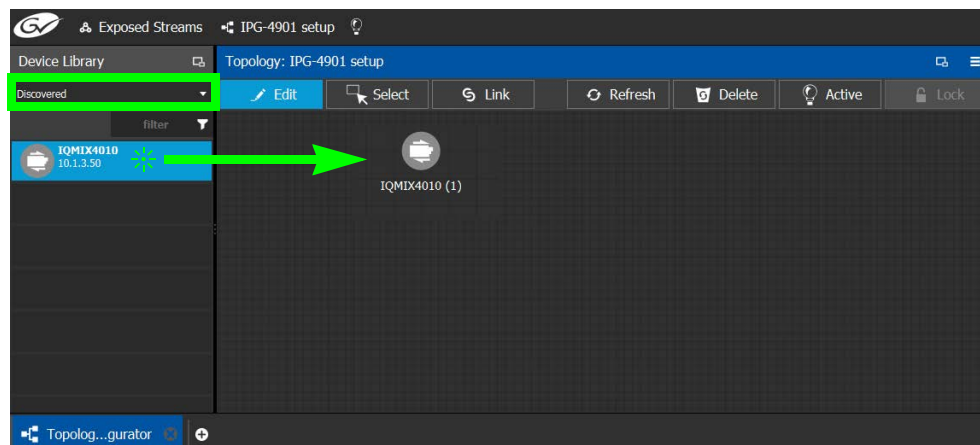 GV Exposed Streams IPG-4901 setup
Device Library
Topology: IPG-4901 setup
Discovered
Edit Select Link Refresh Delete Active Lock
filter
IQMIX4010
10.1.3.50
IQMIX4010 (1)
Topolog...gurator